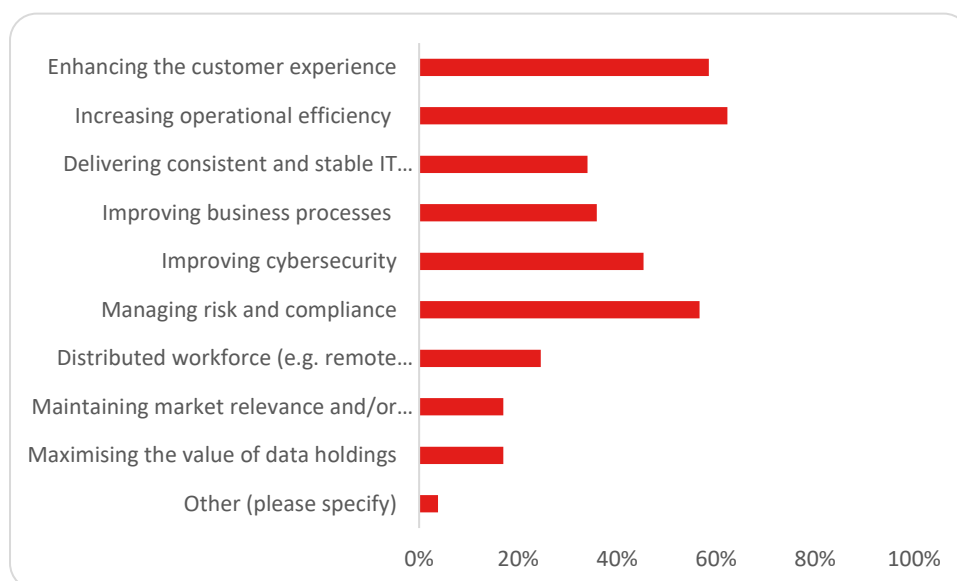 Enhancing the customer experience
Increasing operational efficiency
Delivering consistent and stable IT...
Improving business processes
Improving cybersecurity
Managing risk and compliance
Distributed workforce (e.g. remote...
Maintaining market relevance and/or...
Maximising the value of data holdings
Other (please specify)
0% 20% 40% 60% 80% 100%